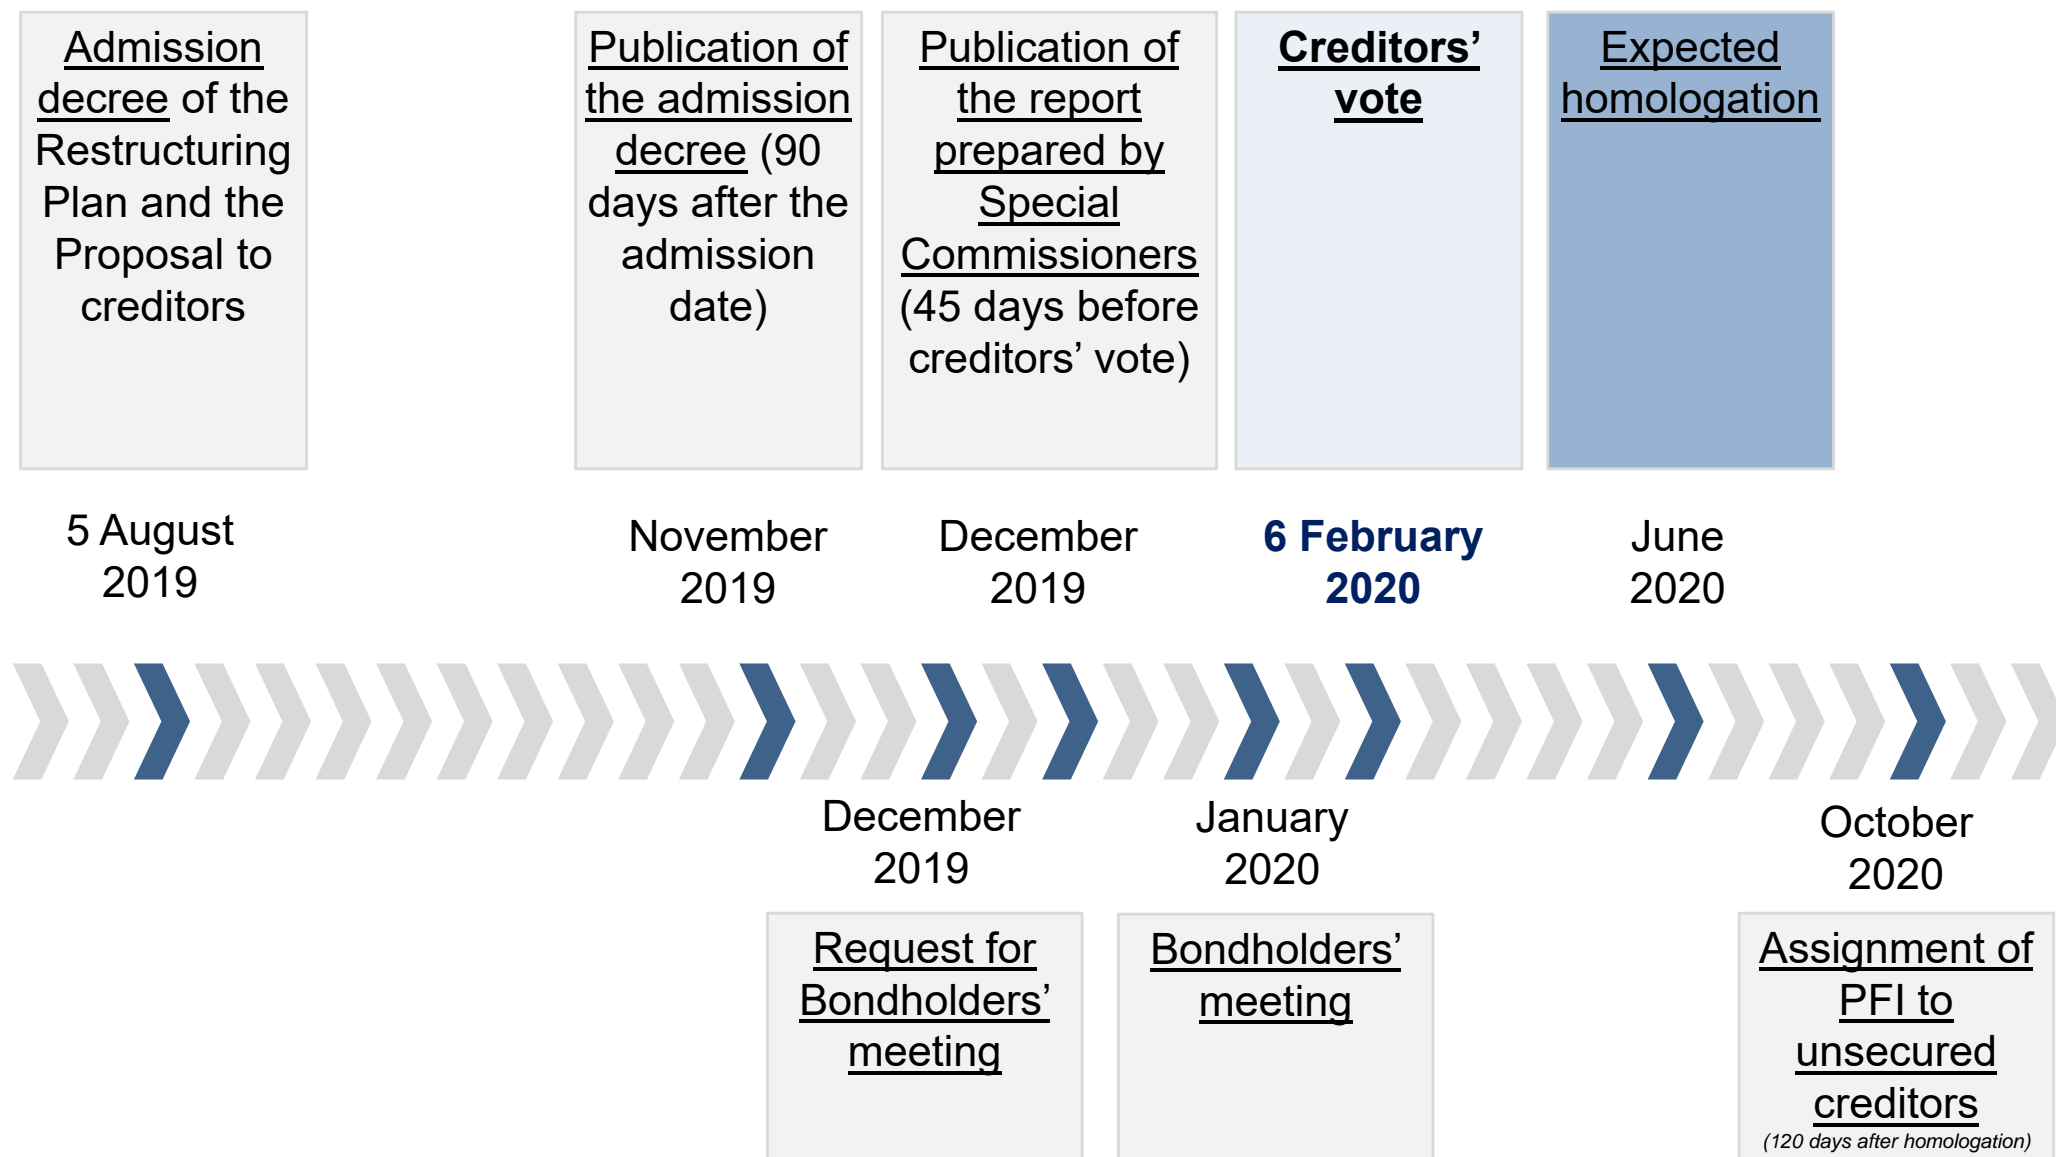 Admission
decree of the
Restructuring
Plan and the
Proposal to
creditors
5 August
2019
Publication of
the admission
decree (90
days after the
admission
date)
November
2019
Publication of
the report
prepared by
Special
Commissioners
(45 days before
creditors’ vote)
December
2019
Creditors’
vote
6 February
2020
Expected
homologation
June
2020
December
2019
Request for
Bondholders’
meeting
January
2020
Bondholders’
meeting
October
2020
Assignment of
PFI to
unsecured
creditors
(120 days after homologation)